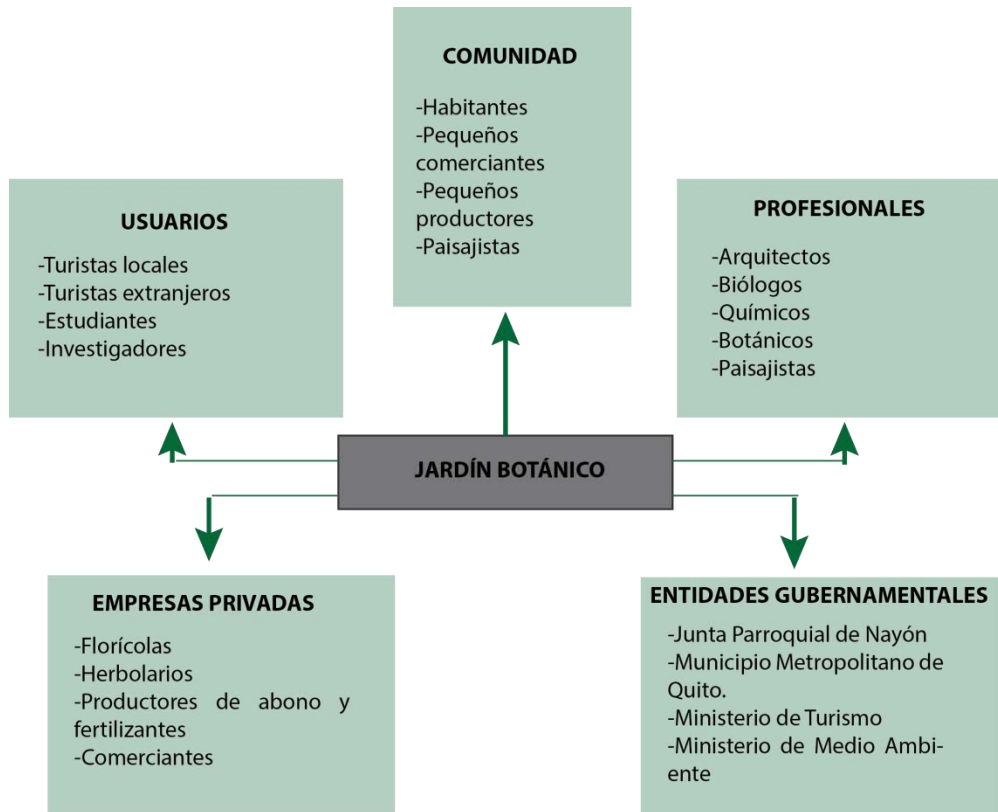 COMUNIDAD
-Habitantes
-Pequeños
comerciantes
-Pequeños
productores
-Paisajistas
USUARIOS
-Turistas locales
-Turistas extranjeros
-Estudiantes
-Investigadores
PROFESIONALES
-Arquitectos
-Biólogos
-Químicos
-Botánicos
-Paisajistas
JARDÍN BOTÁNICO
EMPRESAS PRIVADAS
-Florícolas
-Herbolarios
-Productores de abono y
fertilizantes
-Comerciantes
ENTIDADES GUBERNAMENTALES
-Junta Parroquial de Nayón
-Municipio Metropolitano de
Quito.
-Ministerio de Turismo
-Ministerio de Medio Ambi-
ente